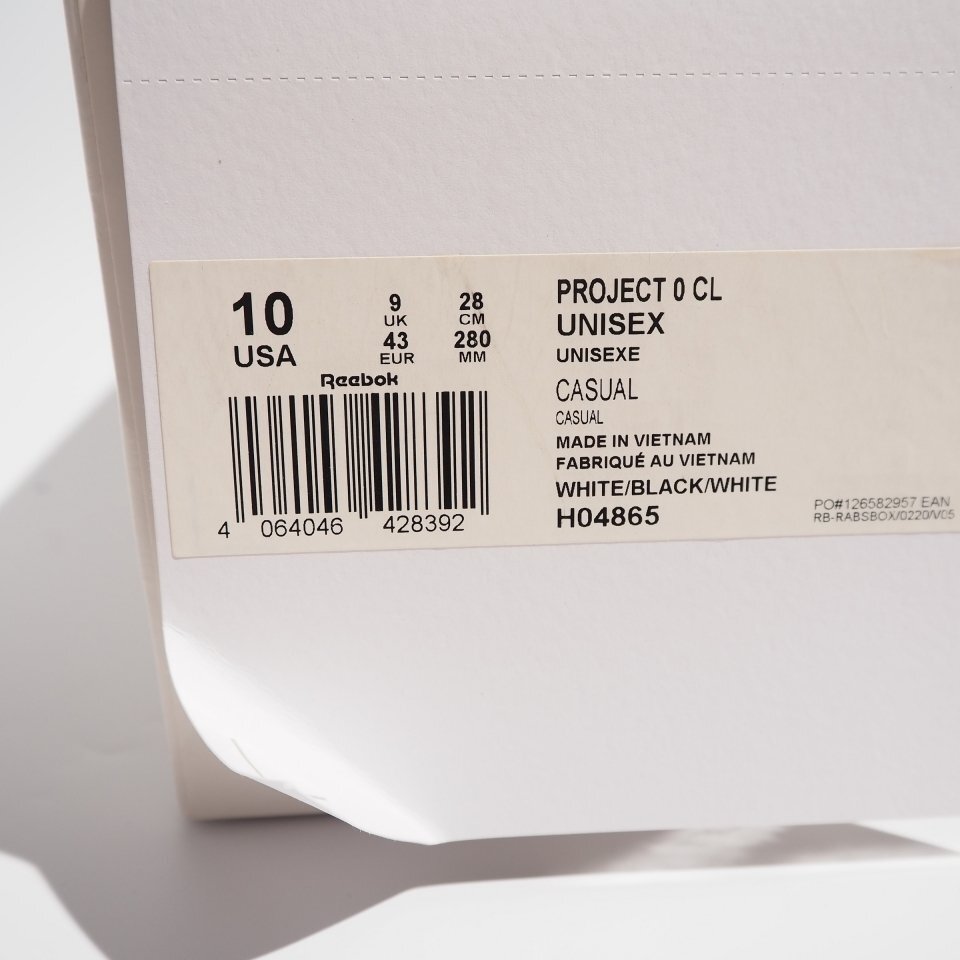 10
USA
9
UK
43
EUR
28
CM
280
MM
Reebok
4 064046 428392
PROJECT 0 CL
UNISEX
UNISEXE
CASUAL
CASUAL
MADE IN VIETNAM
FABRIQUÉ AU VIETNAM
WHITE/BLACK/WHITE
H04865
PO#126582957 EAN
RB-RABSBOX/0220/V05